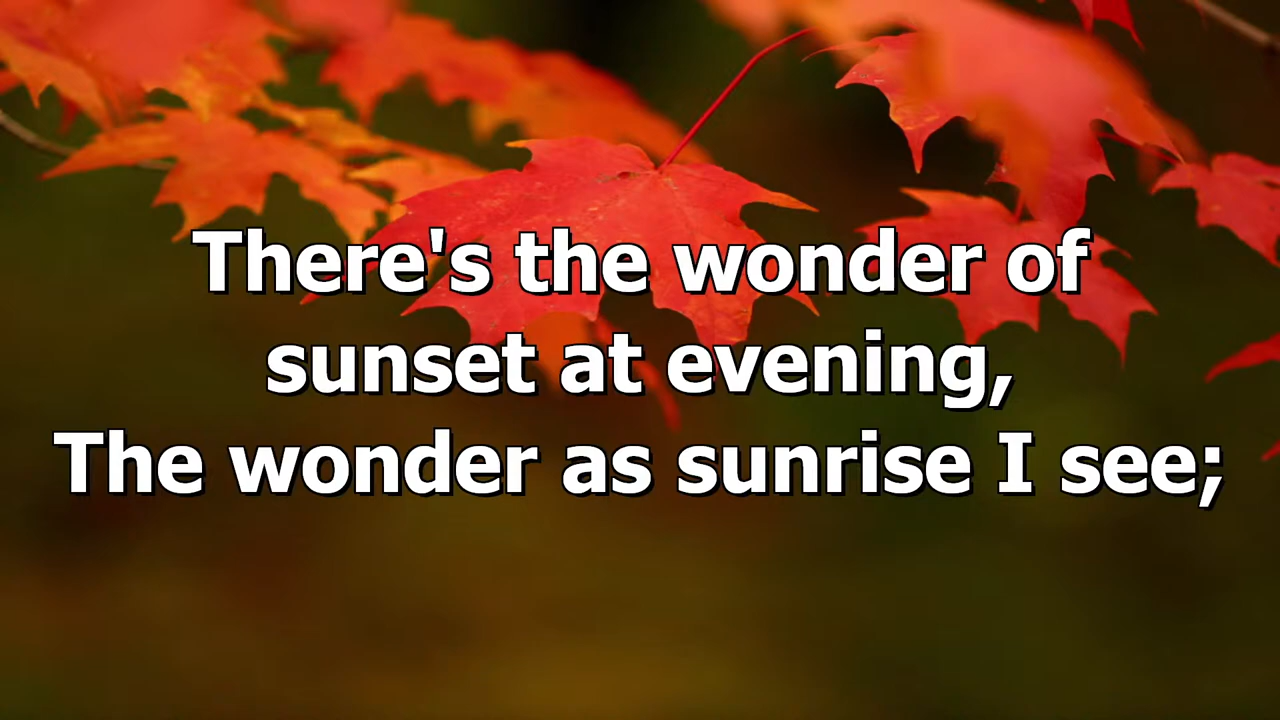 There's the wonder of
sunset at evening,
The wonder as sunrise I see;